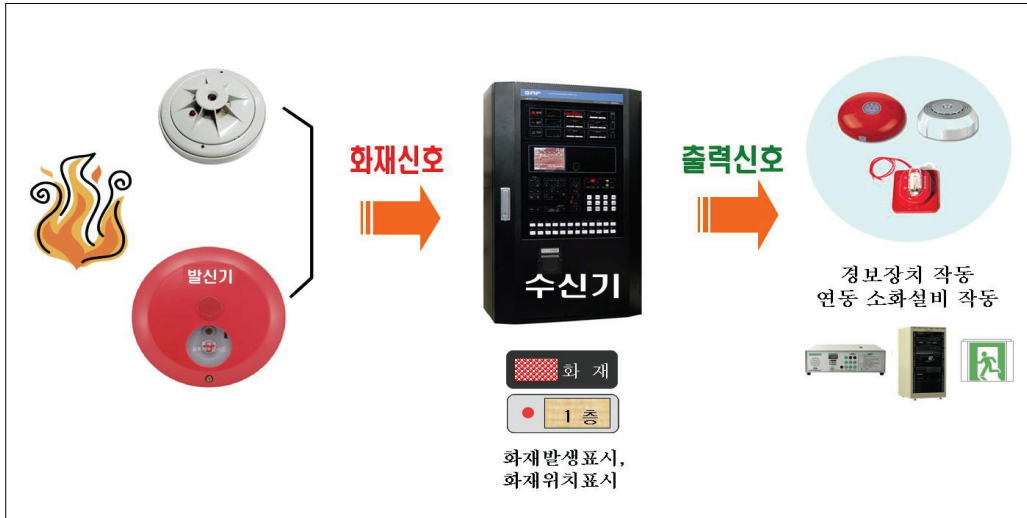 발신기
화재신호
수신기
화 재
1 층
화재발생표시,
화재위치표시
출력신호
경보장치 작동
연동 소화설비 작동